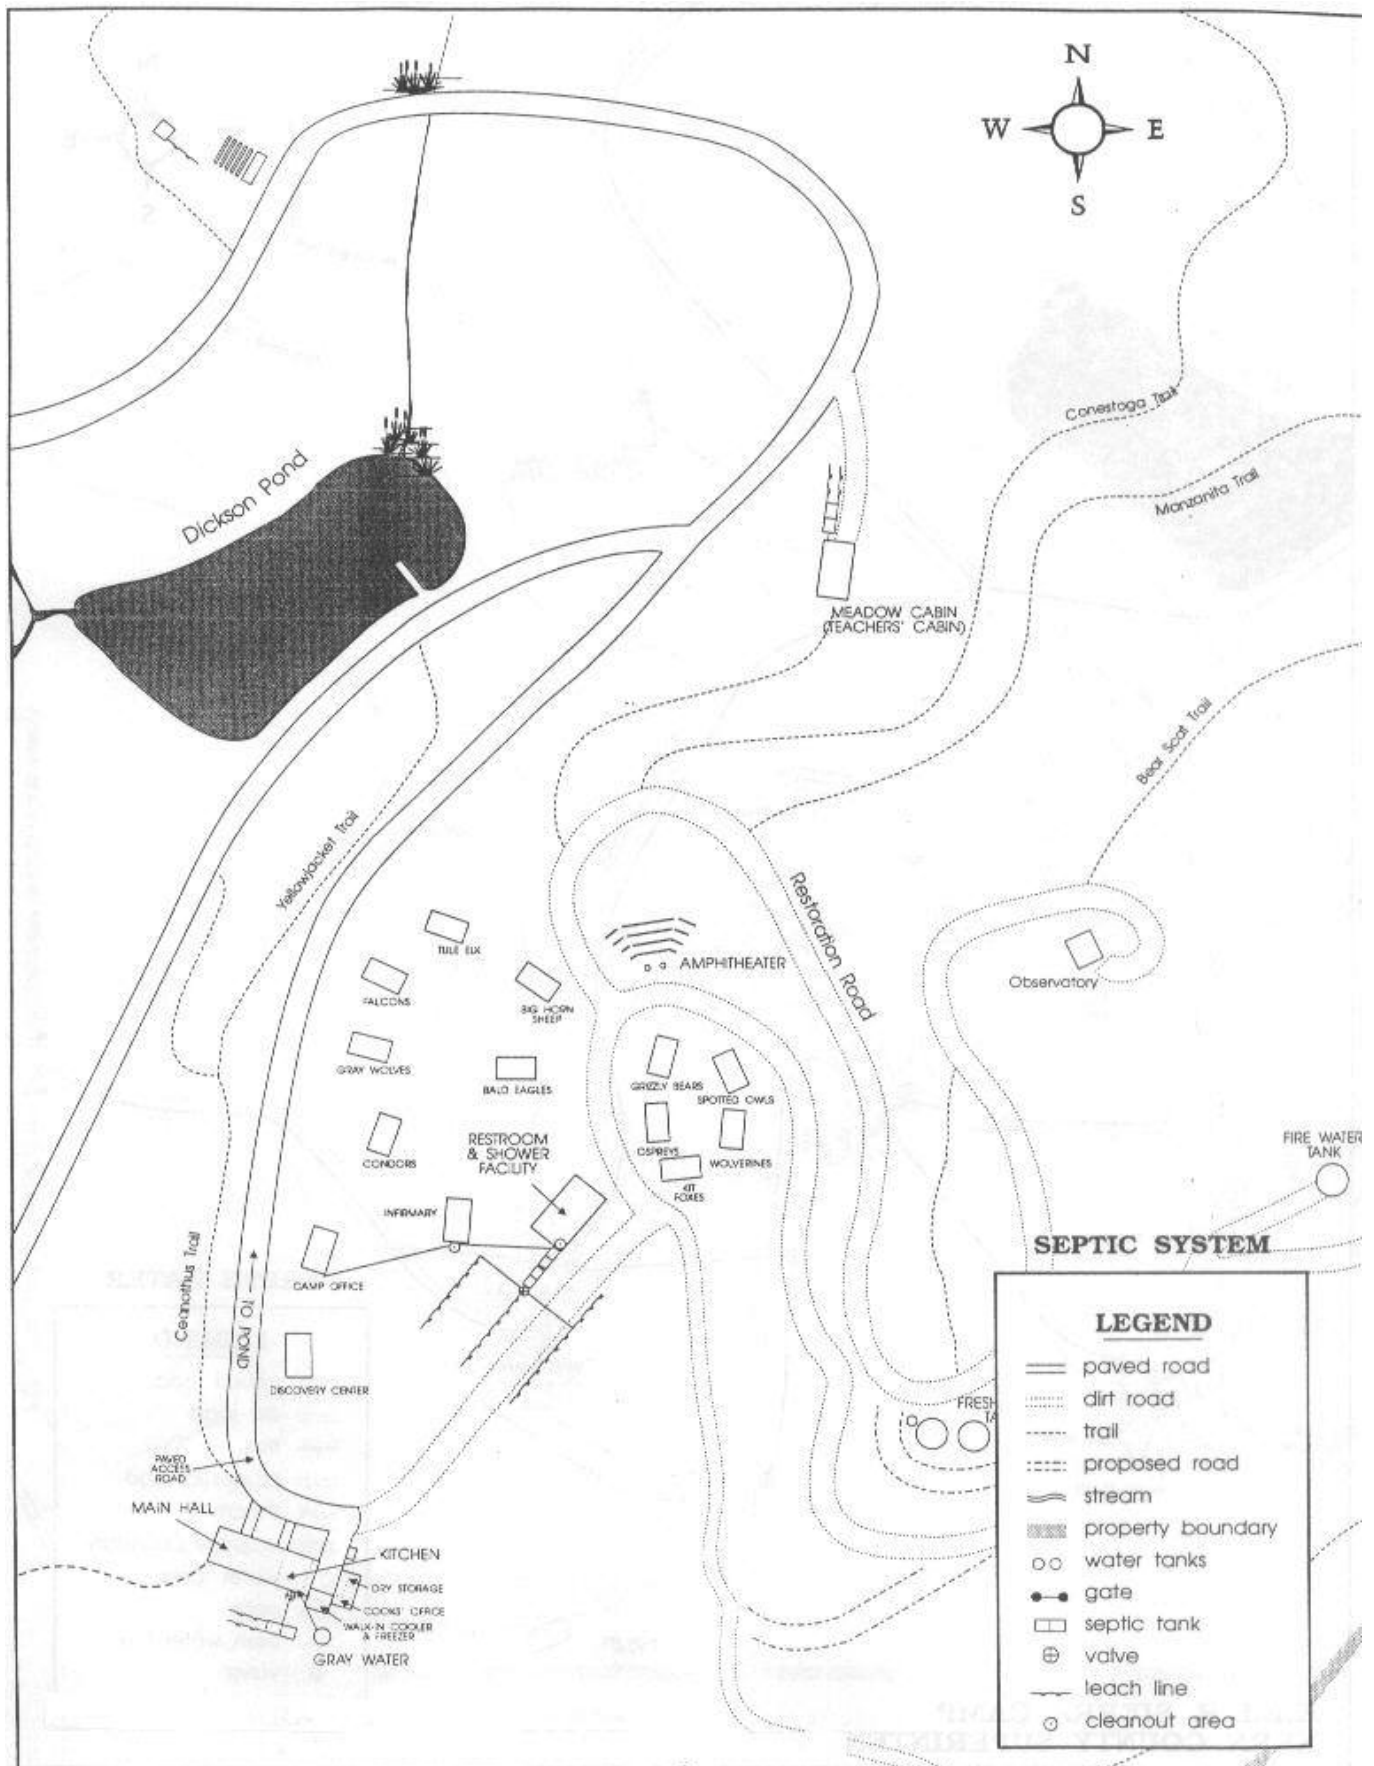 N
W E
S
Conestoga Trail
Manzanita Trail
Dickson Pond
MEADOW CABIN
(TEACHERS' CABIN)
Bear Scat Trail
Yellowjacket Trail
Restoration Road
TULE ELK
AMPHITHEATER
FALCONS
BIG HORN
SHEEP
Observatory
GRAY WOLVES
BALD EAGLES
GRIZZLY BEARS
SPOTTED OWLS
RESTROOM
& SHOWER
FACILITY
CONDORS
OSPREYS
WOLVERINES
KIT
FOXES
FIRE WATER
TANK
INFIRMARY
Ceanothus Trail
CAMP OFFICE
TO POND
DISCOVERY CENTER
PAVED
ACCESS
ROAD
MAIN HALL
KITCHEN
DRY STORAGE
COOKS' OFFICE
WALK-IN COOLER
& FREEZER
GRAY WATER
FRESH
TA
SEPTIC SYSTEM
LEGEND
paved road
dirt road
trail
proposed road
stream
property boundary
water tanks
gate
septic tank
valve
leach line
cleanout area